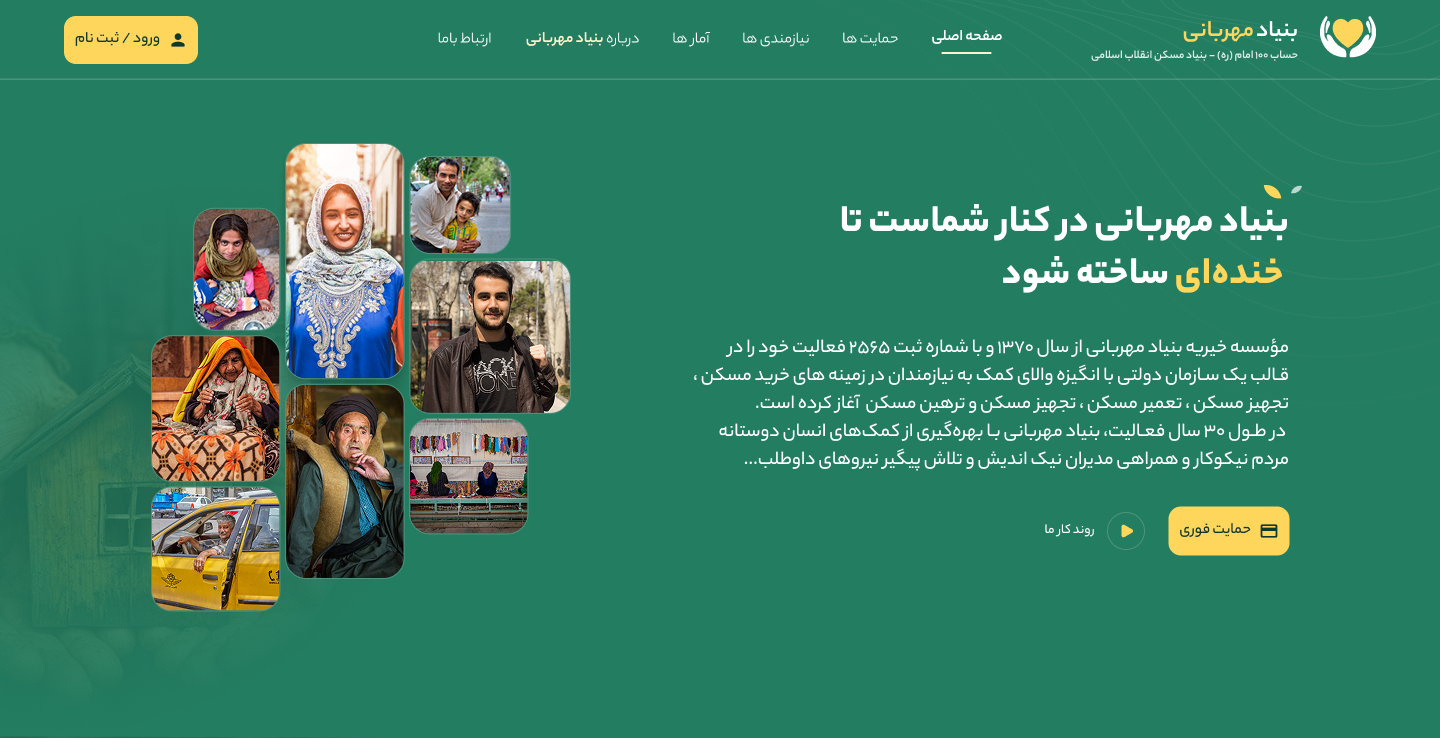 بنیاد مهربانی
حساب ۱۰۰ امام (ره) - بنیاد مسکن انقلاب اسلامی
صفحه اصلی
حمایت ها
نیازمندی ها
آمار ها
درباره بنیاد مهربانی
ارتباط باما
ورود / ثبت نام
بنیاد مهربانی در کنار شماست تا
خنده‌ای ساخته شود
مؤسسه خیریه بنیاد مهربانی از سال ۱۳۷۰ و با شماره ثبت ۲۵۶۵ فعالیت خود را در
قالب یک سازمان دولتی با انگیزه والای کمک به نیازمندان در زمینه های خرید مسکن ،
تجهیز مسکن ، تعمیر مسکن ، تجهیز مسکن و ترهین مسکن آغاز کرده است.
در طول ۳۰ سال فعالیت، بنیاد مهربانی با بهره‌گیری از کمک‌های انسان دوستانه
مردم نیکوکار و همراهی مدیران نیک اندیش و تلاش پیگیر نیروهای داوطلب...
حمایت فوری
روند کار ما